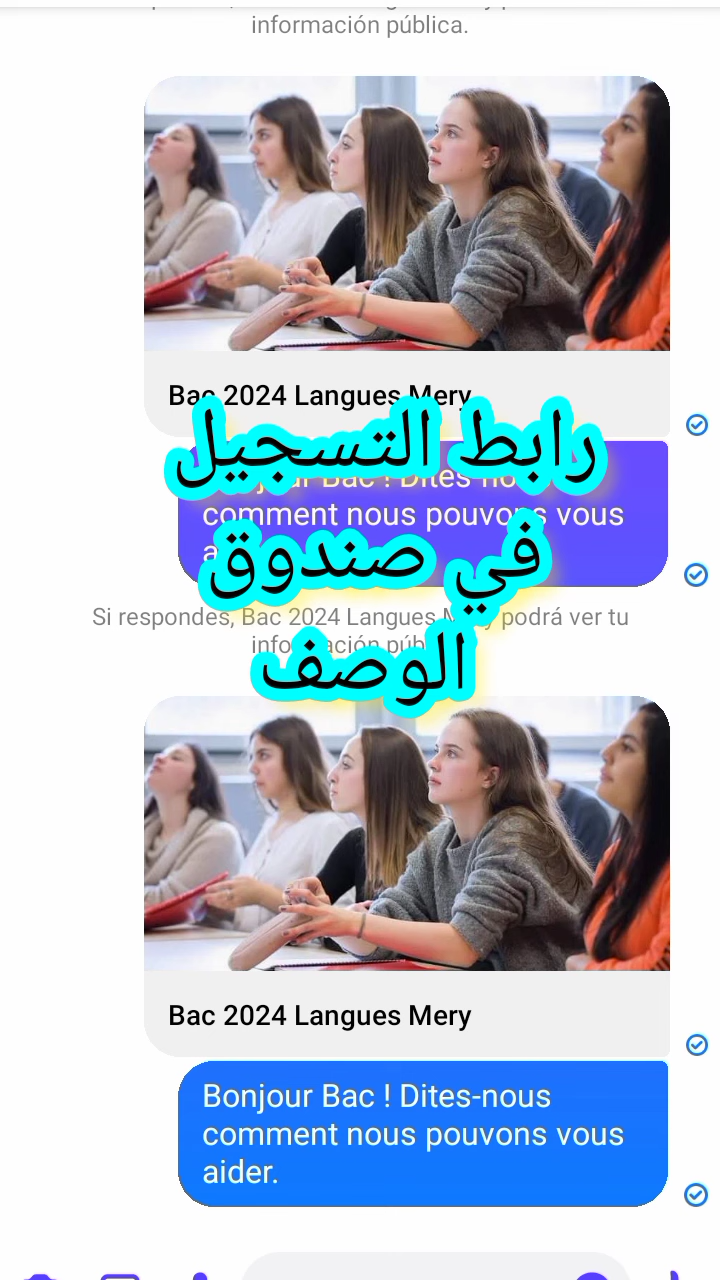 información pública.
Bac 2024 Langues Mery
رابط التسجيل
comment nous pouvons vous
في صندوق
Si respondes, Bac 2024 Langues Mery podrá ver tu
الوصف
Bac 2024 Langues Mery
Bonjour Bac ! Dites-nous
comment nous pouvons vous
aider.